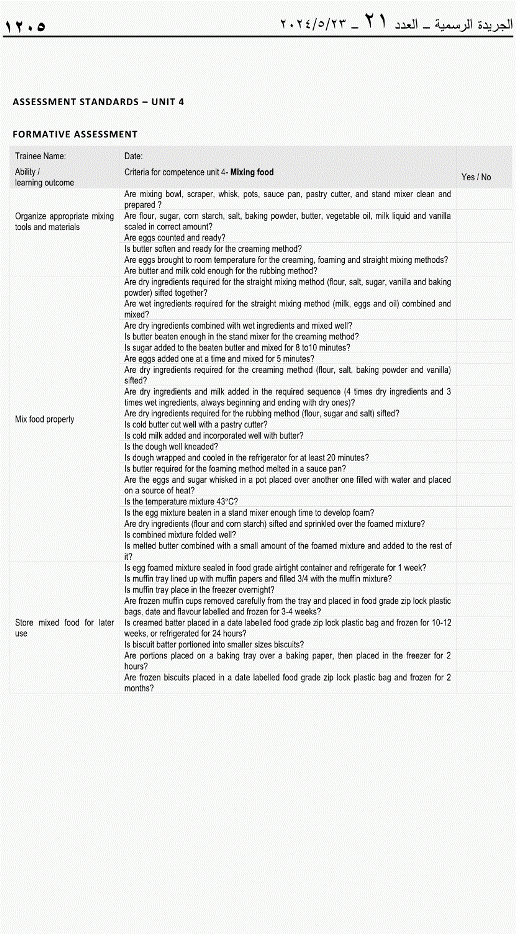 الجريدة الرسمية – العدد ٢١ – ٢٠٢٤/٥/٢٣
١٢٠٥
ASSESSMENT STANDARDS – UNIT 4
FORMATIVE ASSESSMENT
Trainee Name:
Date:
Ability /
learning outcome
Criteria for competence unit 4- Mixing food
Yes / No
Organize appropriate mixing
tools and materials
Are mixing bowl, scraper, whisk, pots, sauce pan, pastry cutter, and stand mixer clean and
prepared ?
Are flour, sugar, corn starch, salt, baking powder, butter, vegetable oil, milk liquid and vanilla
scaled in correct amount?
Are eggs counted and ready?
Is butter soften and ready for the creaming method?
Are eggs brought to room temperature for the creaming, foaming and straight mixing methods?
Are butter and milk cold enough for the rubbing method?
Mix food properly
Are dry ingredients required for the straight mixing method (flour, salt, sugar, vanilla and baking
powder) sifted together?
Are wet ingredients required for the straight mixing method (milk, eggs and oil) combined and
mixed?
Are dry ingredients combined with wet ingredients and mixed well?
Is butter beaten enough in the stand mixer for the creaming method?
Is sugar added to the beaten butter and mixed for 8 to10 minutes?
Are eggs added one at a time and mixed for 5 minutes?
Are dry ingredients required for the creaming method (flour, salt, baking powder and vanilla)
sifted?
Are dry ingredients and milk added in the required sequence (4 times dry ingredients and 3
times wet ingredients, always beginning and ending with dry ones)?
Are dry ingredients required for the rubbing method (flour, sugar and salt) sifted?
Is cold butter cut well with a pastry cutter?
Is cold milk added and incorporated well with butter?
Is the dough well kneaded?
Is dough wrapped and cooled in the refrigerator for at least 20 minutes?
Is butter required for the foaming method melted in a sauce pan?
Are the eggs and sugar whisked in a pot placed over another one filled with water and placed
on a source of heat?
Is the temperature mixture 43°C?
Is the egg mixture beaten in a stand mixer enough time to develop foam?
Are dry ingredients (flour and corn starch) sifted and sprinkled over the foamed mixture?
Is combined mixture folded well?
Is melted butter combined with a small amount of the foamed mixture and added to the rest of
it?
Store mixed food for later
use
Is egg foamed mixture sealed in food grade airtight container and refrigerate for 1 week?
Is muffin tray lined up with muffin papers and filled 3/4 with the muffin mixture?
Is muffin tray place in the freezer overnight?
Are frozen muffin cups removed carefully from the tray and placed in food grade zip lock plastic
bags, date and flavour labelled and frozen for 3-4 weeks?
Is creamed batter placed in a date labelled food grade zip lock plastic bag and frozen for 10-12
weeks, or refrigerated for 24 hours?
Is biscuit batter portioned into smaller sizes biscuits?
Are portions placed on a baking tray over a baking paper, then placed in the freezer for 2
hours?
Are frozen biscuits placed in a date labelled food grade zip lock plastic bag and frozen for 2
months?